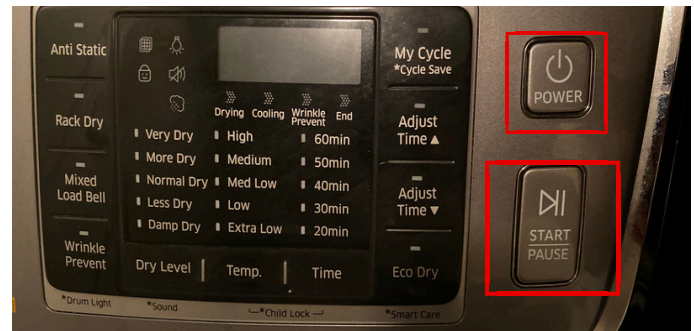 Anti Static
Rack Dry
Mixed
Load Bell
Wrinkle
Prevent
*Drum Light
Drying Cooling Wrinkle
Prevent End
Very Dry High 60min
More Dry Medium 50min
Normal Dry Med Low 40min
Less Dry Low 30min
Damp Dry Extra Low 20min
Dry Level Temp. Time
*Sound *Child Lock
My Cycle
*Cycle Save
Adjust
Time ▲
Adjust
Time ▼
Eco Dry
*Smart Care
POWER
START
PAUSE